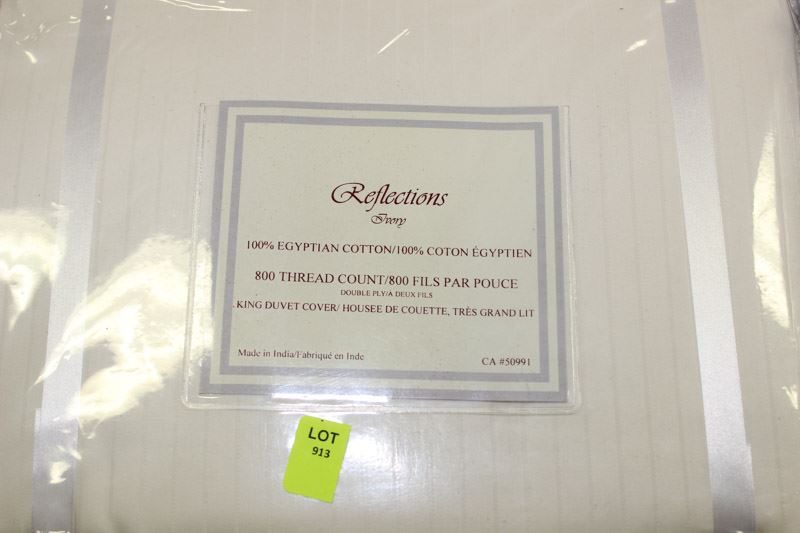 Reflections
Ivory
100% EGYPTIAN COTTON/100% COTON ÉGYPTIEN
800 THREAD COUNT/800 FILS PAR POUCE
DOUBLE PLY/A DEUX FILS
.KING DUVET COVER/ HOUSEE DE COUETTE, TRÈS GRAND LIT
Made in India/Fabriqué en Inde
CA #50991
LOT
913